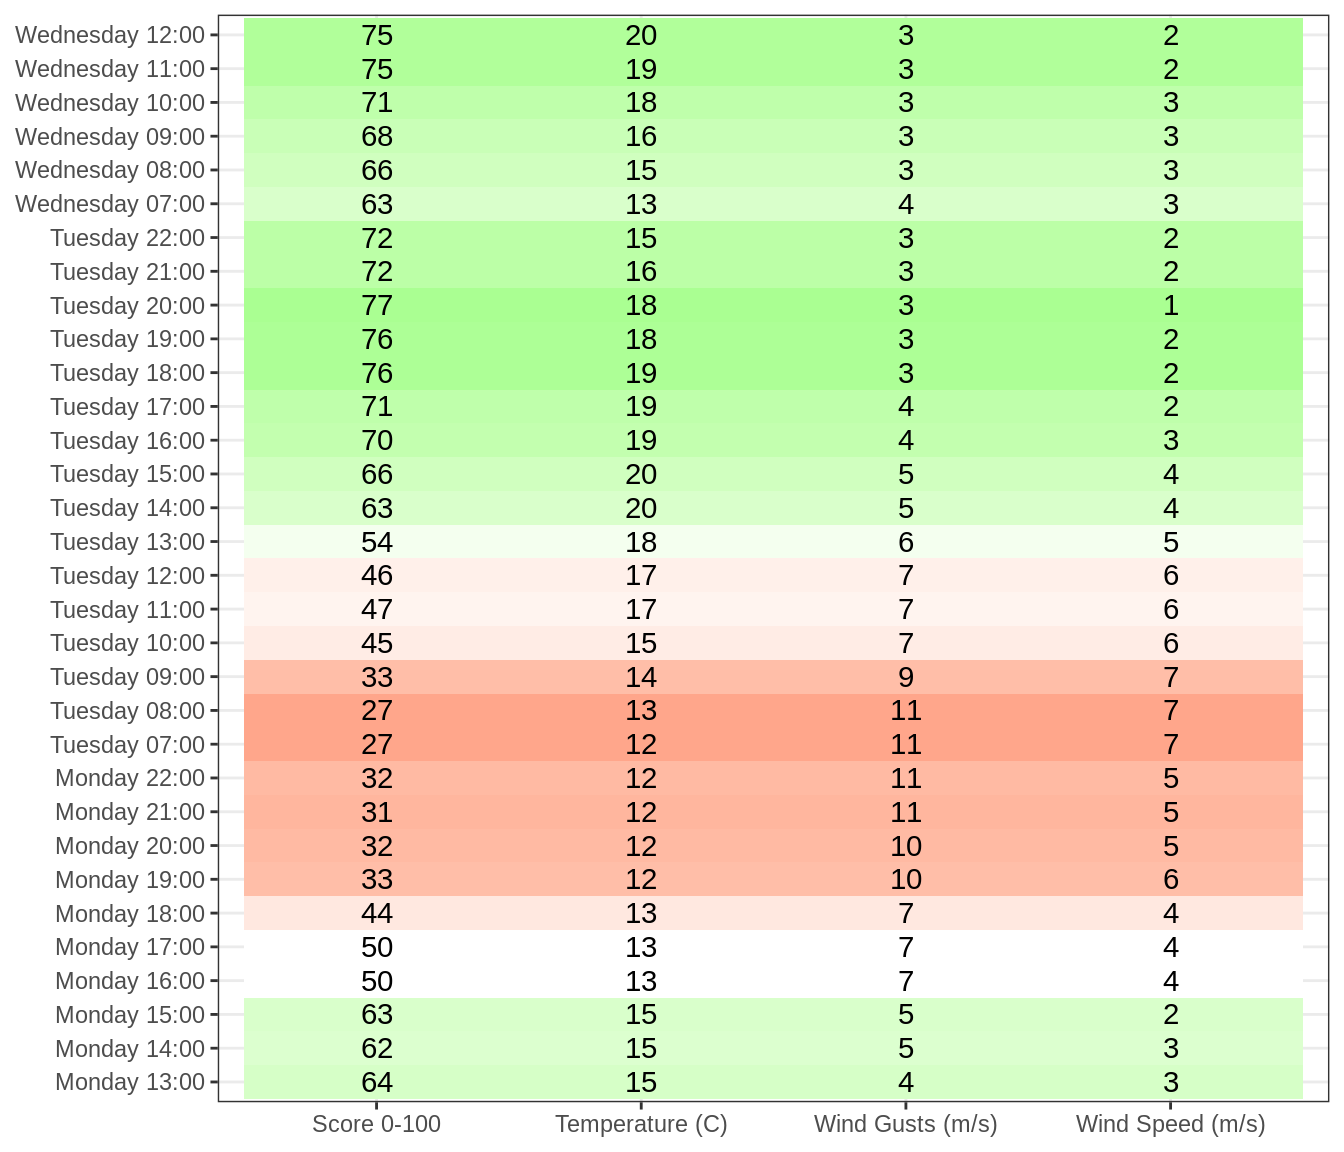 Wednesday 12:00 75 20 3 2
Wednesday 11:00 75 19 3 2
Wednesday 10:00 71 18 3 3
Wednesday 09:00 68 16 3 3
Wednesday 08:00 66 15 3 3
Wednesday 07:00 63 13 4 3
Tuesday 22:00 72 15 3 2
Tuesday 21:00 72 16 3 2
Tuesday 20:00 77 18 3 1
Tuesday 19:00 76 18 3 2
Tuesday 18:00 76 19 3 2
Tuesday 17:00 71 19 4 2
Tuesday 16:00 70 19 4 3
Tuesday 15:00 66 20 5 4
Tuesday 14:00 63 20 5 4
Tuesday 13:00 54 18 6 5
Tuesday 12:00 46 17 7 6
Tuesday 11:00 47 17 7 6
Tuesday 10:00 45 15 7 6
Tuesday 09:00 33 14 9 7
Tuesday 08:00 27 13 11 7
Tuesday 07:00 27 12 11 7
Monday 22:00 32 12 11 5
Monday 21:00 31 12 11 5
Monday 20:00 32 12 10 5
Monday 19:00 33 12 10 6
Monday 18:00 44 13 7 4
Monday 17:00 50 13 7 4
Monday 16:00 50 13 7 4
Monday 15:00 63 15 5 2
Monday 14:00 62 15 5 3
Monday 13:00 64 15 4 3
Score 0-100 Temperature (C) Wind Gusts (m/s) Wind Speed (m/s)